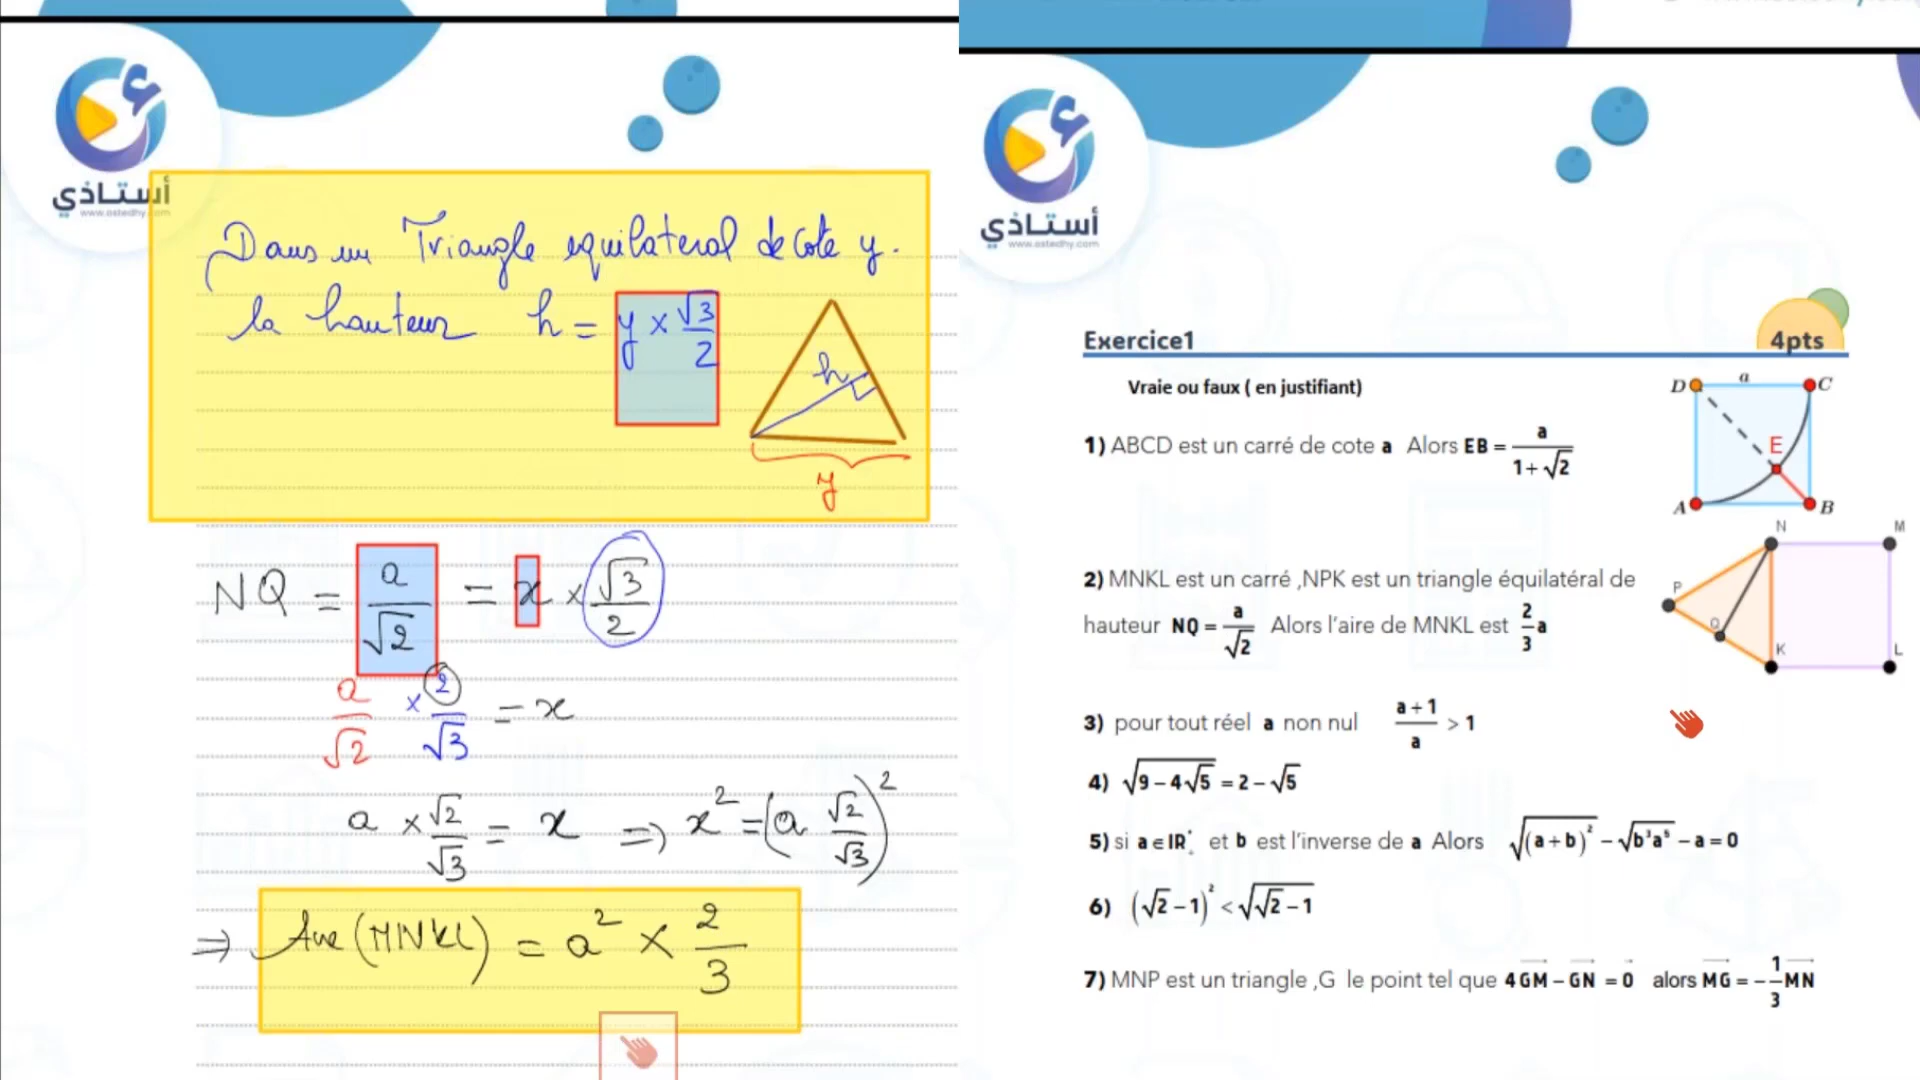 أستاذي
www.ostedhy.com
Dans un Triangle equilateral de cote y.
la hauteur h = y × √3/2
h
y
NQ = a/√2 = x × √3/2
a/√2 × 2/√3 = x
a × √2/√3 = x => x² = (a √2/√3)²
=> Aire (MNKL) = a² × 2/3
أستاذي
www.ostedhy.com
Exercice1
4pts
Vraie ou faux ( en justifiant)
D a C
E
A B
1) ABCD est un carré de cote a Alors EB = a/(1+√2)
N M
P
Q
K L
2) MNKL est un carré ,NPK est un triangle équilatéral de
hauteur NQ = a/√2 Alors l'aire de MNKL est 2/3 a
3) pour tout réel a non nul (a+1)/a > 1
4) √(9−4√5) = 2−√5
5) si a ∈ IR*₊ et b est l'inverse de a Alors √((a+b)²) − √(b³a⁵) − a = 0
6) (√2−1)² < √(√2−1)
7) MNP est un triangle ,G le point tel que 4GM − GN = 0 alors MG = −1/3 MN